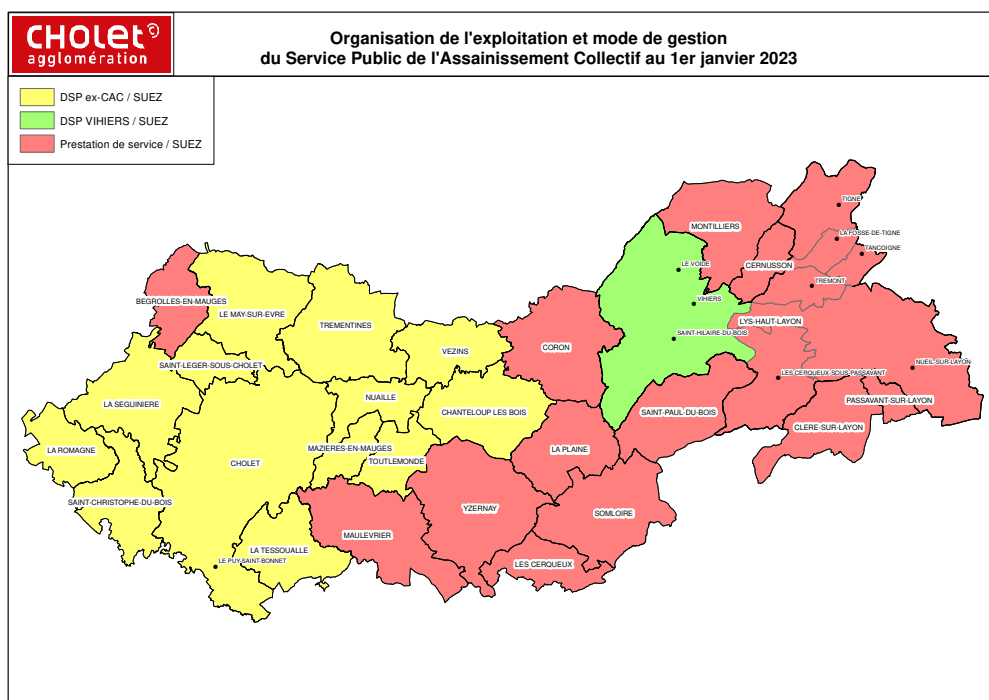 CHOLET
agglomération
Organisation de l'exploitation et mode de gestion
du Service Public de l'Assainissement Collectif au 1er janvier 2023
DSP ex-CAC / SUEZ
DSP VIHIERS / SUEZ
Prestation de service / SUEZ
TIGNE
MONTILLIERS
LA FOSSE-DE-TIGNE
TANCOIGNE
CERNUSSON
LE VOIDE
TREMONT
BEGROLLES-EN-MAUGES
VIHIERS
LE MAY-SUR-EVRE
LYS-HAUT-LAYON
TREMENTINES
SAINT-HILAIRE-DU-BOIS
CORON
VEZINS
SAINT-LEGER-SOUS-CHOLET
NUEIL-SUR-LAYON
LES CERQUEUX-SOUS-PASSAVANT
NUAILLE
PASSAVANT-SUR-LAYON
LA SEGUINIERE
CHANTELOUP LES BOIS
SAINT-PAUL-DU-BOIS
CLERE-SUR-LAYON
MAZIERES-EN-MAUGES
LA ROMAGNE
LA PLAINE
TOUTLEMONDE
CHOLET
SAINT-CHRISTOPHE-DU-BOIS
YZERNAY
SOMLOIRE
MAULEVRIER
LA TESSOUALLE
LE PUY-SAINT-BONNET
LES CERQUEUX